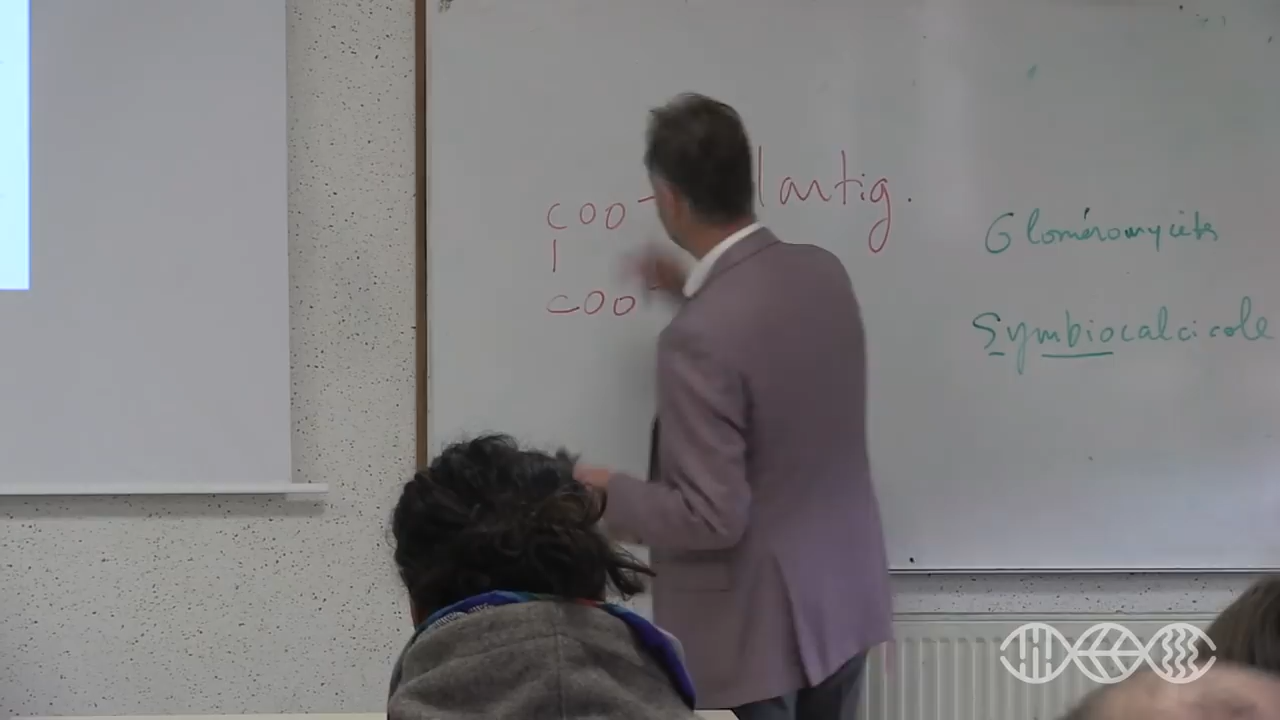 lantig.
COO-
COO
Gloméromycètes
Symbiocalcicole